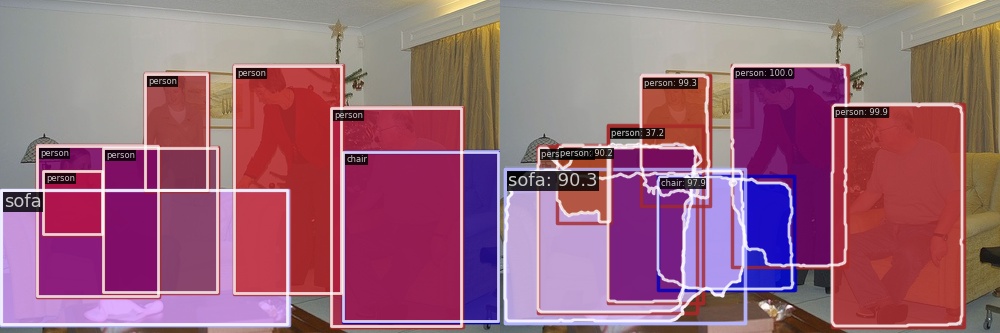 person
person
person
person
person
person
chair
sofa
person: 100.0
person: 99.3
person: 99.9
person: 37.2
person: 90.2
chair: 97.9
sofa: 90.3